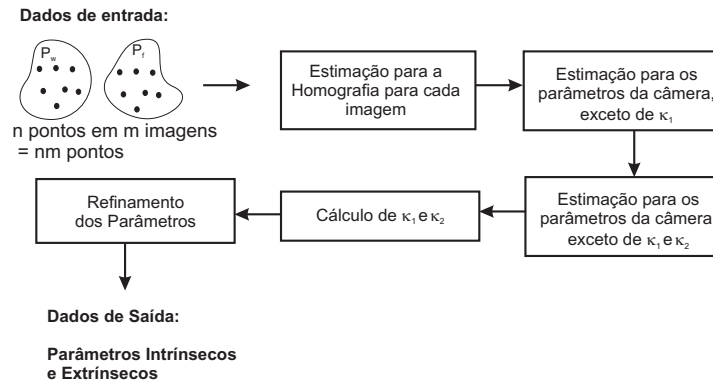 Dados de entrada:
P_w
P_f
n pontos em m imagens
= nm pontos
Estimação para a
Homografia para cada
imagem
Estimação para os
parâmetros da câmera,
exceto de κ₁
Estimação para os
parâmetros da câmera
exceto de κ₁ e κ₂
Cálculo de κ₁ e κ₂
Refinamento
dos Parâmetros
Dados de Saída:
Parâmetros Intrínsecos
e Extrínsecos